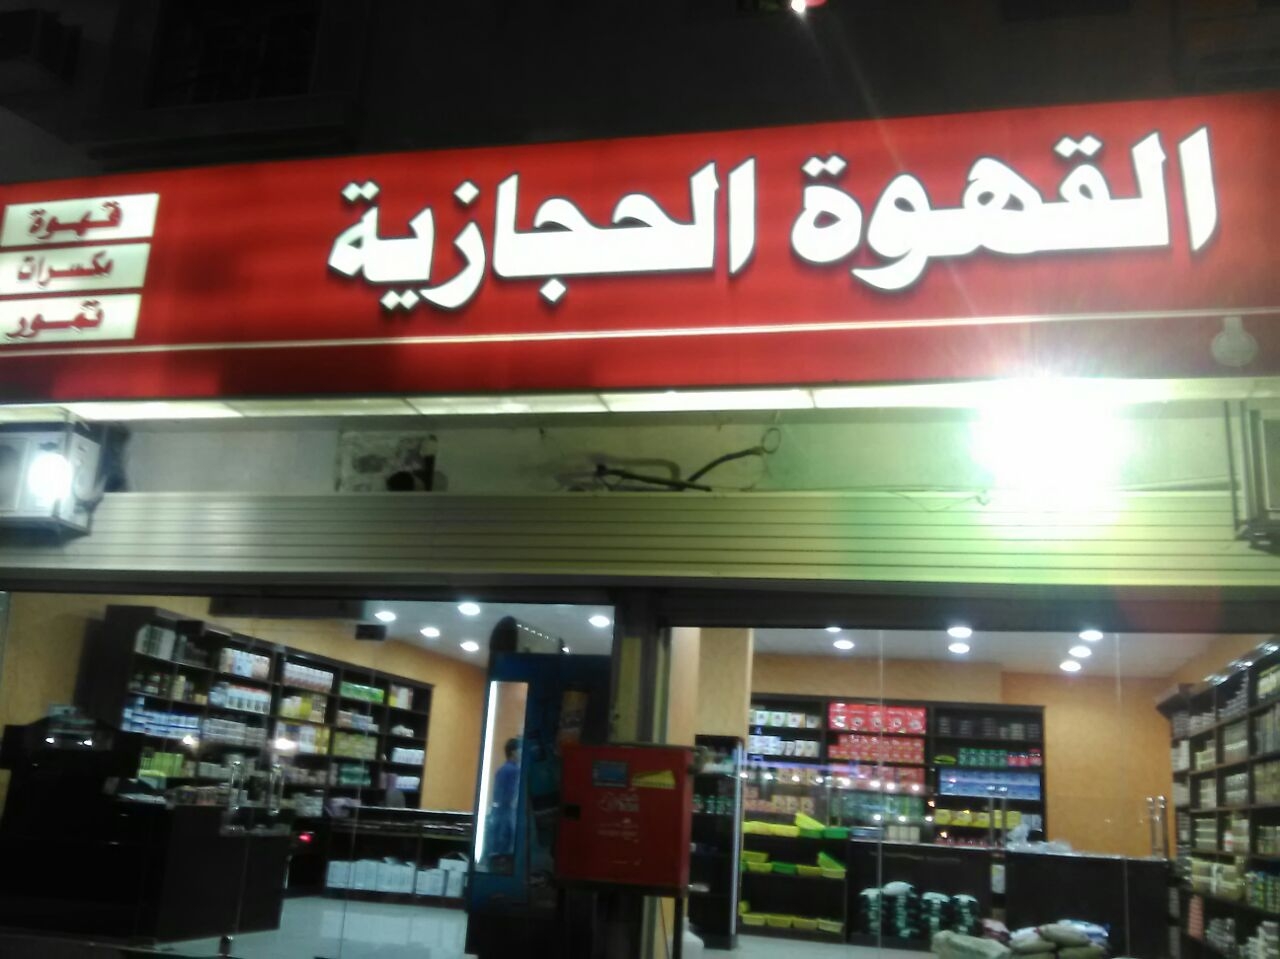 القهوة الحجازية
قهوة
مكسرات
تمور